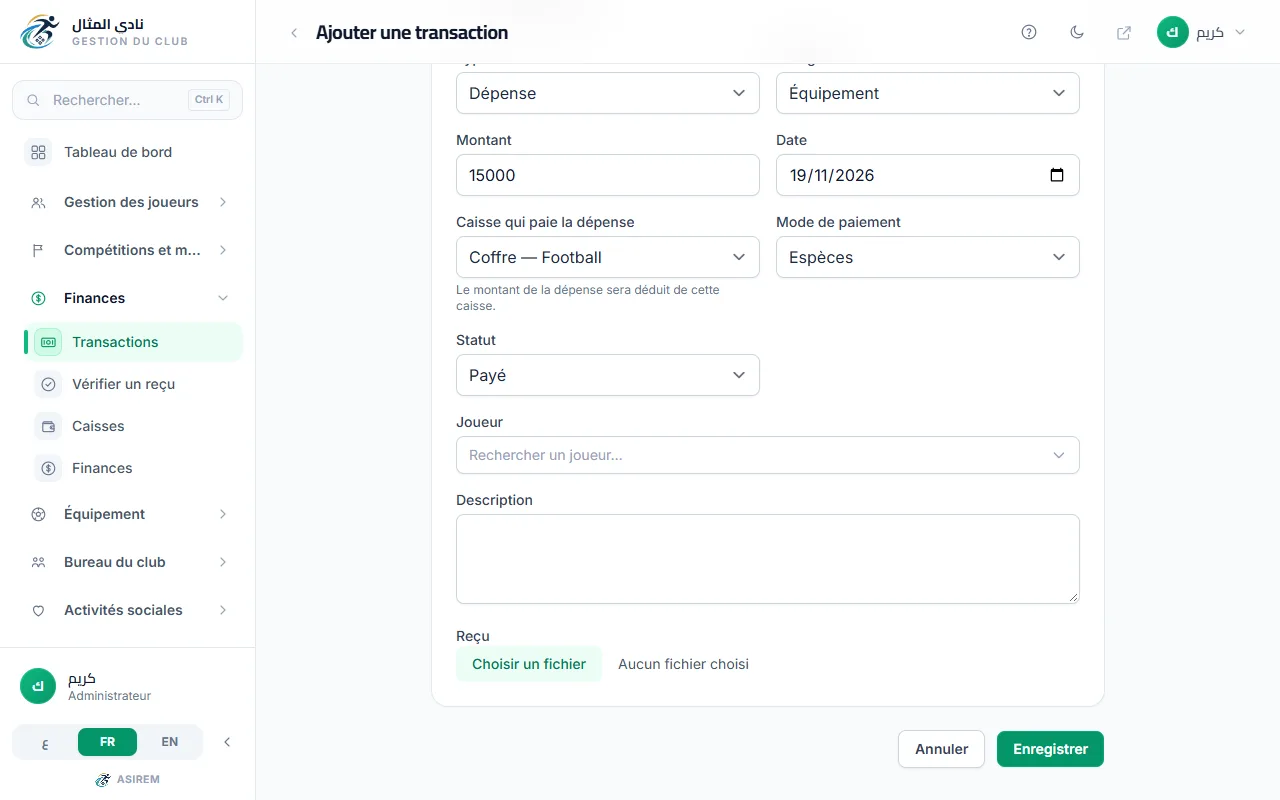 نادي المثال
GESTION DU CLUB
Rechercher...
Ctrl K
Tableau de bord
Gestion des joueurs
Compétitions et m...
Finances
Transactions
Vérifier un reçu
Caisses
Finances
Équipement
Bureau du club
Activités sociales
ك
كريم
Administrateur
ع
FR
EN
ASIREM
Ajouter une transaction
ك
كريم
Dépense
Équipement
Montant
Date
15000
19/11/2026
Caisse qui paie la dépense
Mode de paiement
Coffre — Football
Espèces
Le montant de la dépense sera déduit de cette
caisse.
Statut
Payé
Joueur
Rechercher un joueur...
Description
Reçu
Choisir un fichier
Aucun fichier choisi
Annuler
Enregistrer